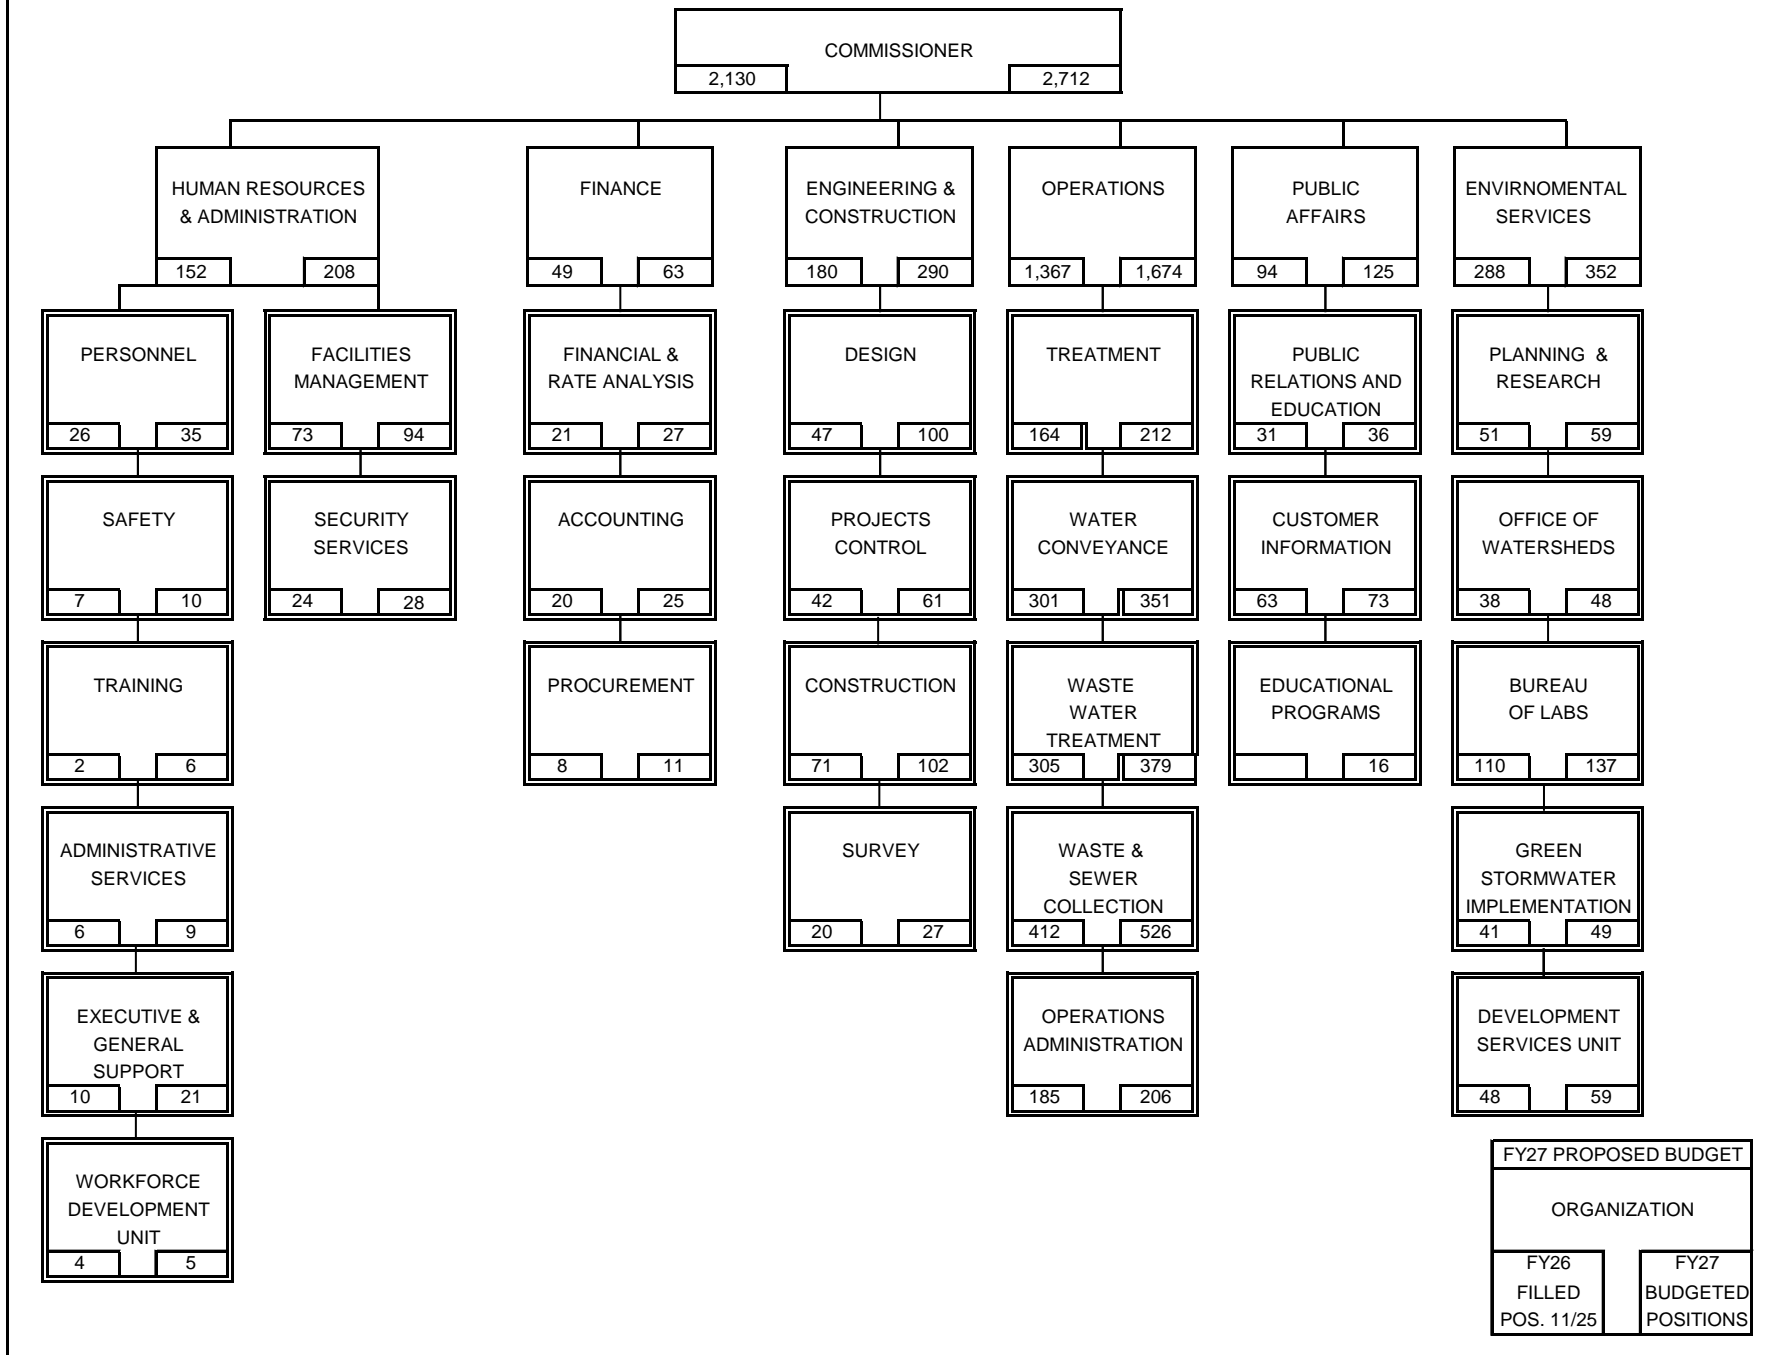 COMMISSIONER
2,130 2,712
HUMAN RESOURCES
& ADMINISTRATION
152 208
FINANCE
49 63
ENGINEERING &
CONSTRUCTION
180 290
OPERATIONS
1,367 1,674
PUBLIC
AFFAIRS
94 125
ENVIRNOMENTAL
SERVICES
288 352
PERSONNEL
26 35
FACILITIES
MANAGEMENT
73 94
FINANCIAL &
RATE ANALYSIS
21 27
DESIGN
47 100
TREATMENT
164 212
PUBLIC
RELATIONS AND
EDUCATION
31 36
PLANNING &
RESEARCH
51 59
SAFETY
7 10
SECURITY
SERVICES
24 28
ACCOUNTING
20 25
PROJECTS
CONTROL
42 61
WATER
CONVEYANCE
301 351
CUSTOMER
INFORMATION
63 73
OFFICE OF
WATERSHEDS
38 48
TRAINING
2 6
PROCUREMENT
8 11
CONSTRUCTION
71 102
WASTE
WATER
TREATMENT
305 379
EDUCATIONAL
PROGRAMS
16
BUREAU
OF LABS
110 137
ADMINISTRATIVE
SERVICES
6 9
SURVEY
20 27
WASTE &
SEWER
COLLECTION
412 526
GREEN
STORMWATER
IMPLEMENTATION
41 49
EXECUTIVE &
GENERAL
SUPPORT
10 21
OPERATIONS
ADMINISTRATION
185 206
DEVELOPMENT
SERVICES UNIT
48 59
WORKFORCE
DEVELOPMENT
UNIT
4 5
FY27 PROPOSED BUDGET
ORGANIZATION
FY26
FILLED
POS. 11/25
FY27
BUDGETED
POSITIONS